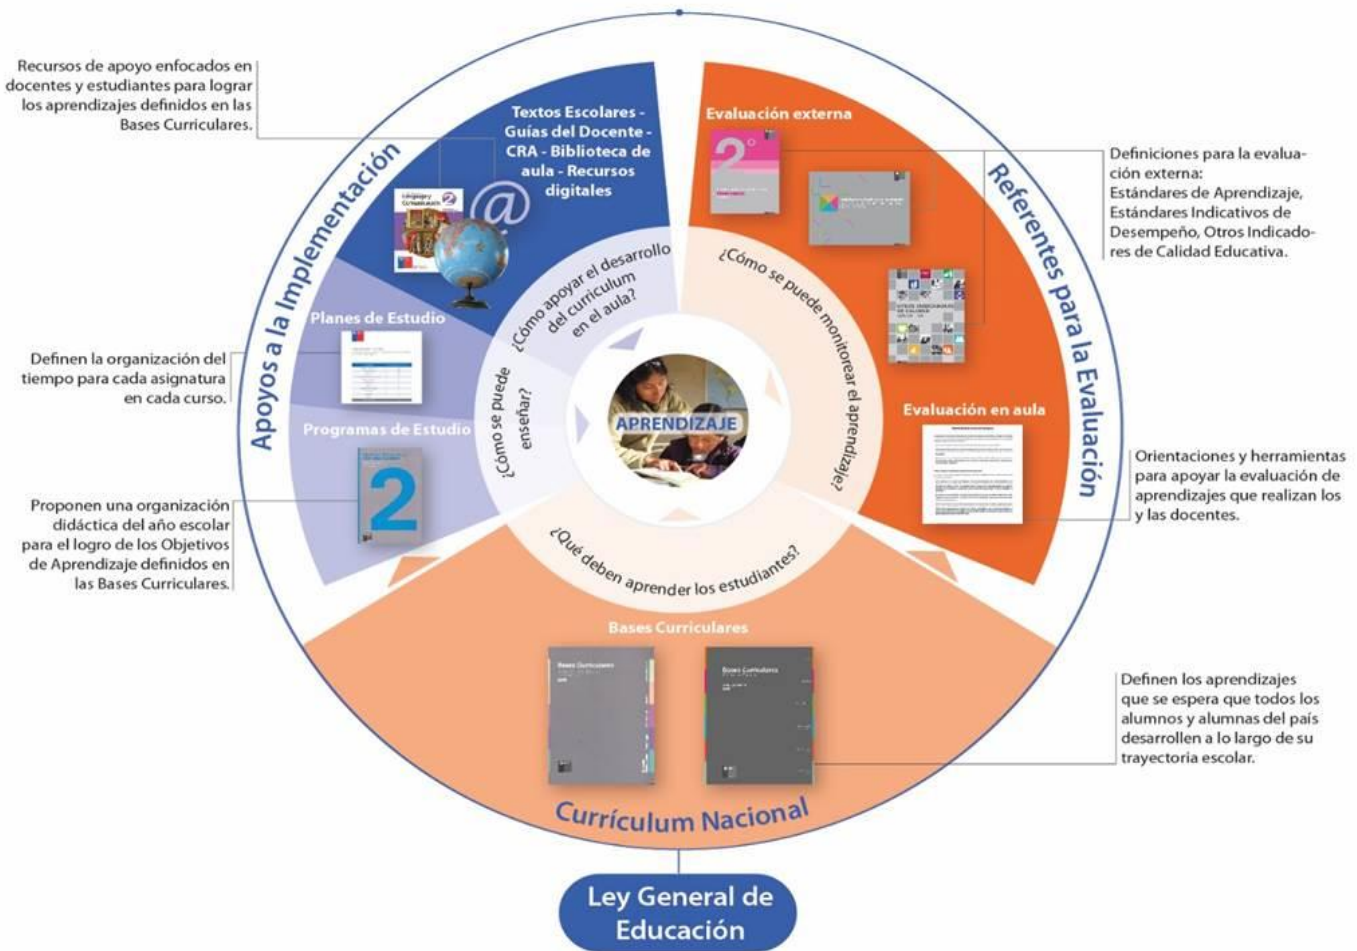 Recursos de apoyo enfocados en
docentes y estudiantes para lograr
los aprendizajes definidos en las
Bases Curriculares.
Apoyos a la Implementación
Textos Escolares -
Guías del Docente -
CRA - Biblioteca de
aula - Recursos
digitales
@
2
Planes de Estudio
Definen la organización del
tiempo para cada asignatura
en cada curso.
Programas de Estudio
2
Proponen una organización
didáctica del año escolar
para el logro de los Objetivos
de Aprendizaje definidos en
las Bases Curriculares.
¿Cómo apoyar el desarrollo
del curriculum
en el aula?
¿Cómo se puede
enseñar?
APRENDIZAJE
¿Cómo se puede monitorear el aprendizaje?
¿Qué deben aprender los estudiantes?
Evaluación externa
2°
Referentes para la Evaluación
Definiciones para la evalua-
ción externa:
Estándares de Aprendizaje,
Estándares Indicativos de
Desempeño, Otros Indicado-
res de Calidad Educativa.
Evaluación en aula
Orientaciones y herramientas
para apoyar la evaluación de
aprendizajes que realizan los
y las docentes.
Bases Curriculares
Bases Curriculares
Bases Curriculares
Definen los aprendizajes
que se espera que todos los
alumnos y alumnas del país
desarrollen a lo largo de su
trayectoria escolar.
Currículum Nacional
Ley General de
Educación